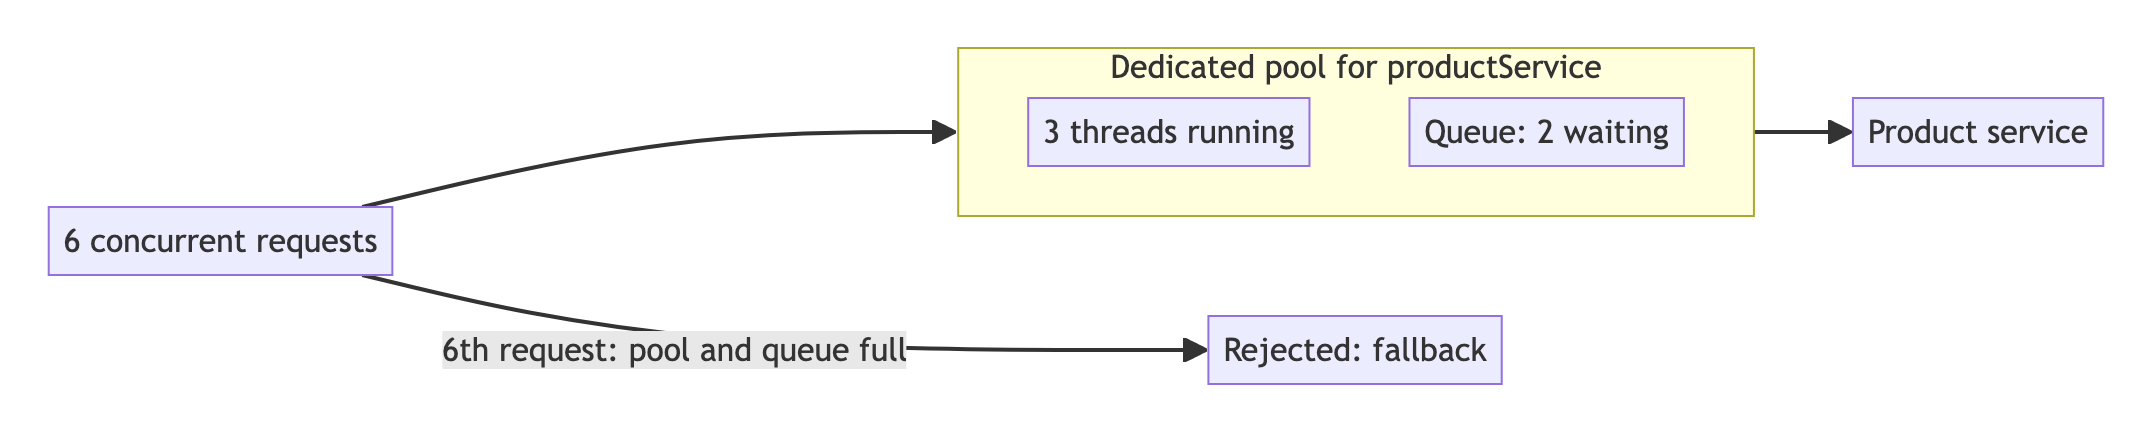 Dedicated pool for productService
3 threads running
Queue: 2 waiting
Product service
6 concurrent requests
6th request: pool and queue full
Rejected: fallback